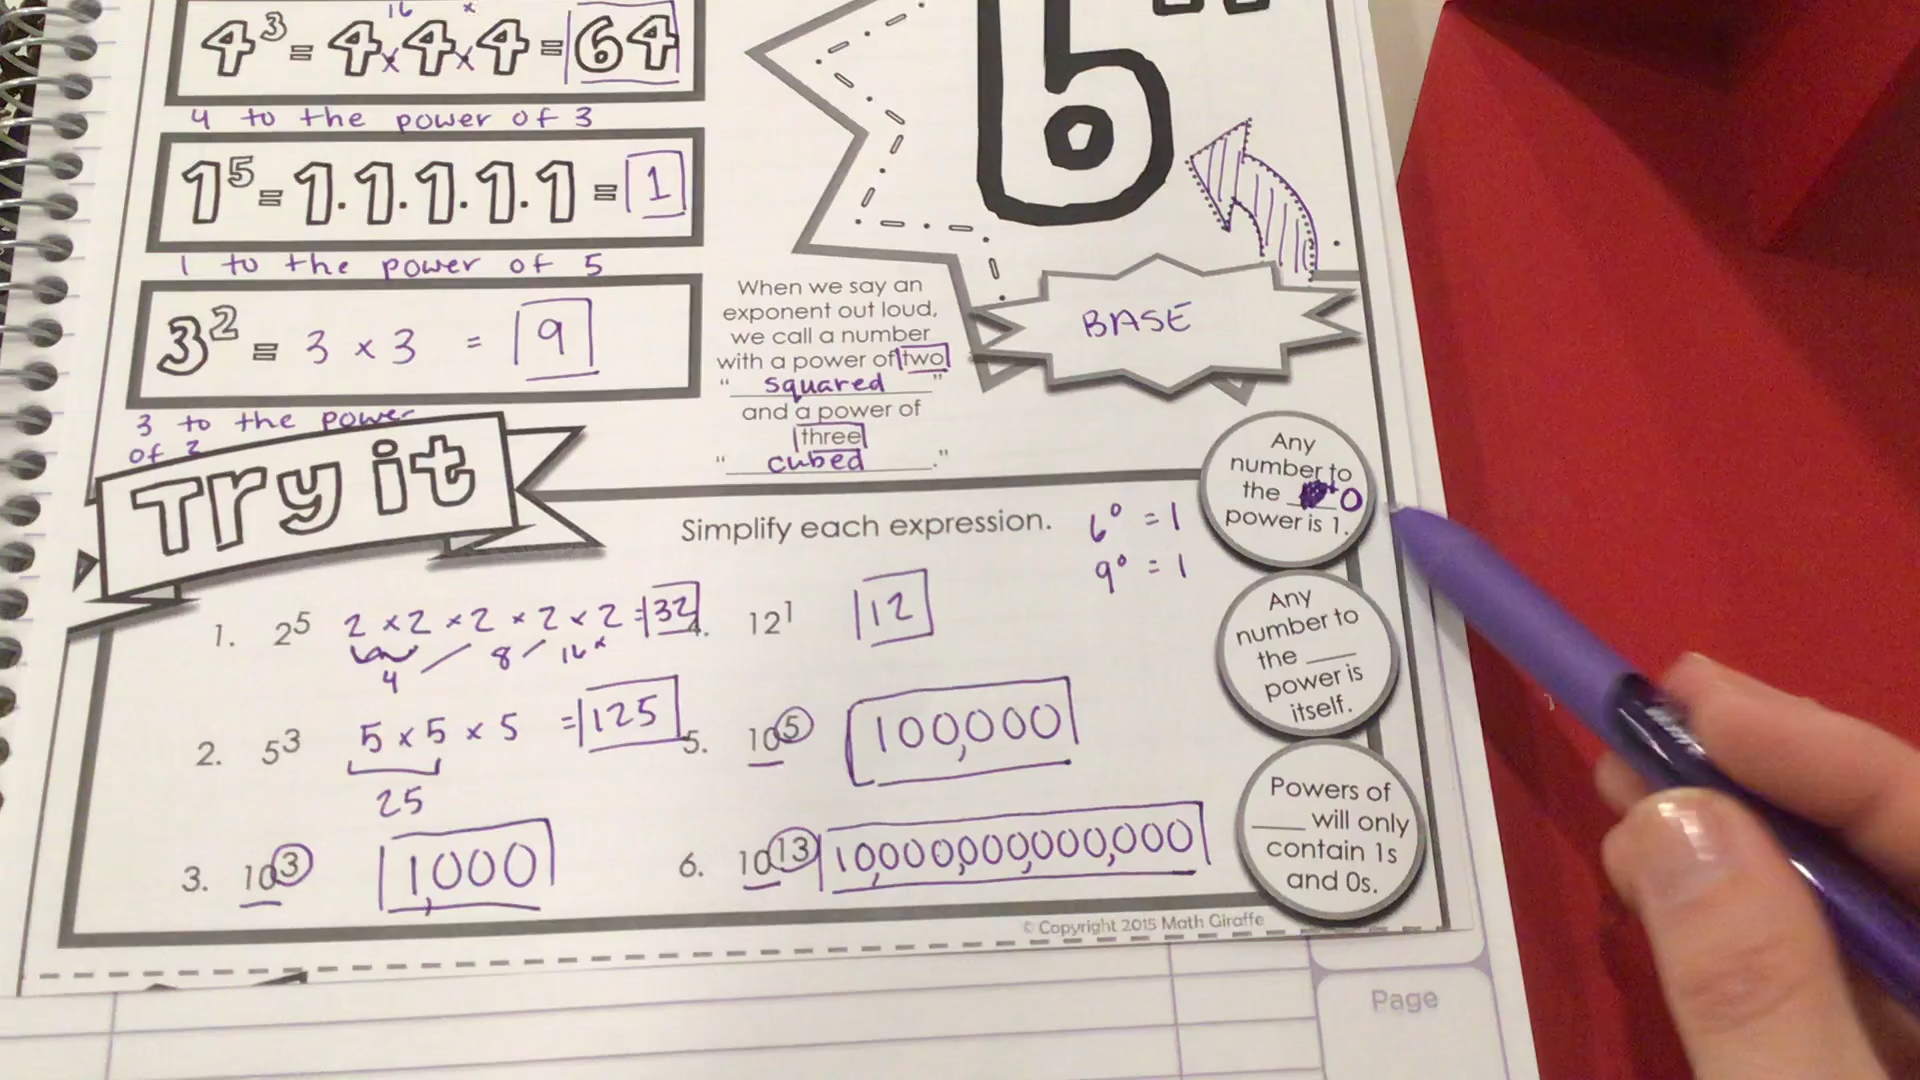 16 ×
4³ = 4 × 4 × 4 = 64
4 to the power of 3
1⁵ = 1 . 1 . 1 . 1 . 1 = 1
1 to the power of 5
3² = 3 × 3 = 9
3 to the power
of 2
b
BASE
When we say an
exponent out loud,
we call a number
with a power of two
" squared "
and a power of
three
" cubed ."
Try it
Simplify each expression.
6⁰ = 1
9⁰ = 1
1. 2⁵ 2 × 2 × 2 × 2 × 2 = 32
4 8 16 ×
2. 5³ 5 × 5 × 5 = 125
25
3. 10³ 1,000
4. 12¹ 12
5. 10⁵ 100,000
6. 10¹³ 10,000,000,000,000
Any
number to
the 0
power is 1.
Any
number to
the ___
power is
itself.
Powers of
___ will only
contain 1s
and 0s.
© Copyright 2015 Math Giraffe
Page